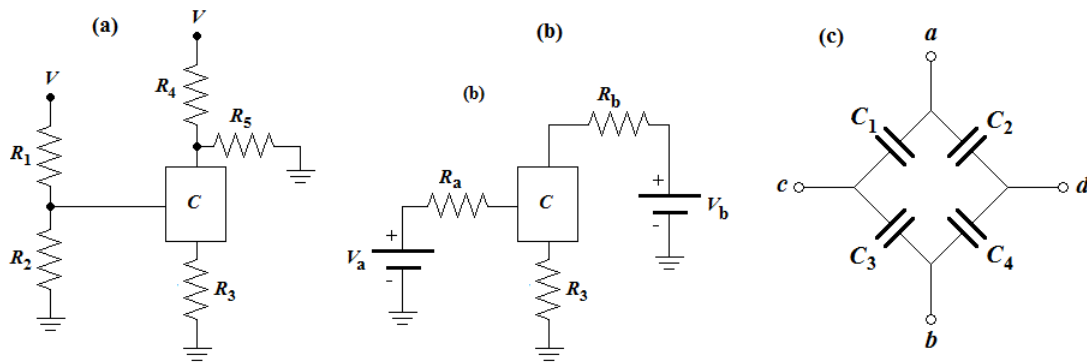 (a)
V
V
R1
R2
R4
R5
C
R3
(b)
(b)
Rb
Ra
C
+
Va
-
R3
+
Vb
-
(c)
a
C1
C2
c
d
C3
C4
b